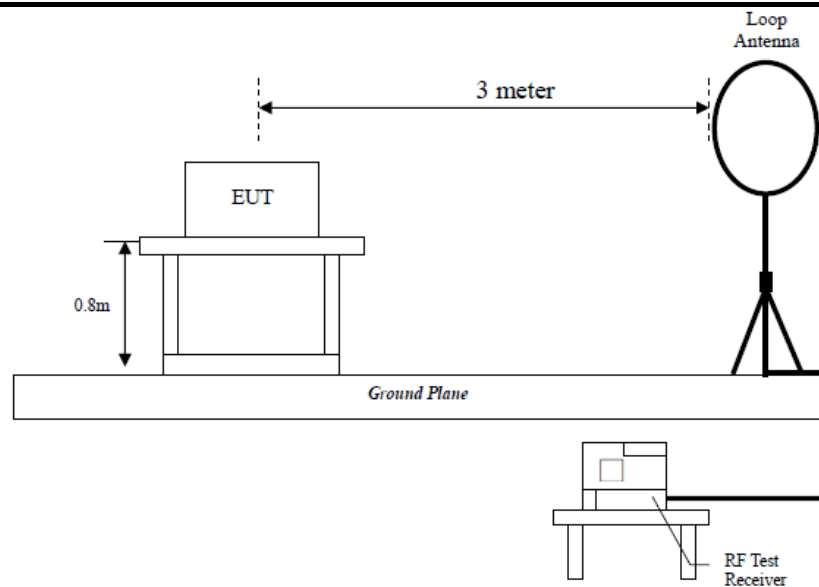 Loop
Antenna
3 meter
EUT
0.8m
Ground Plane
RF Test
Receiver